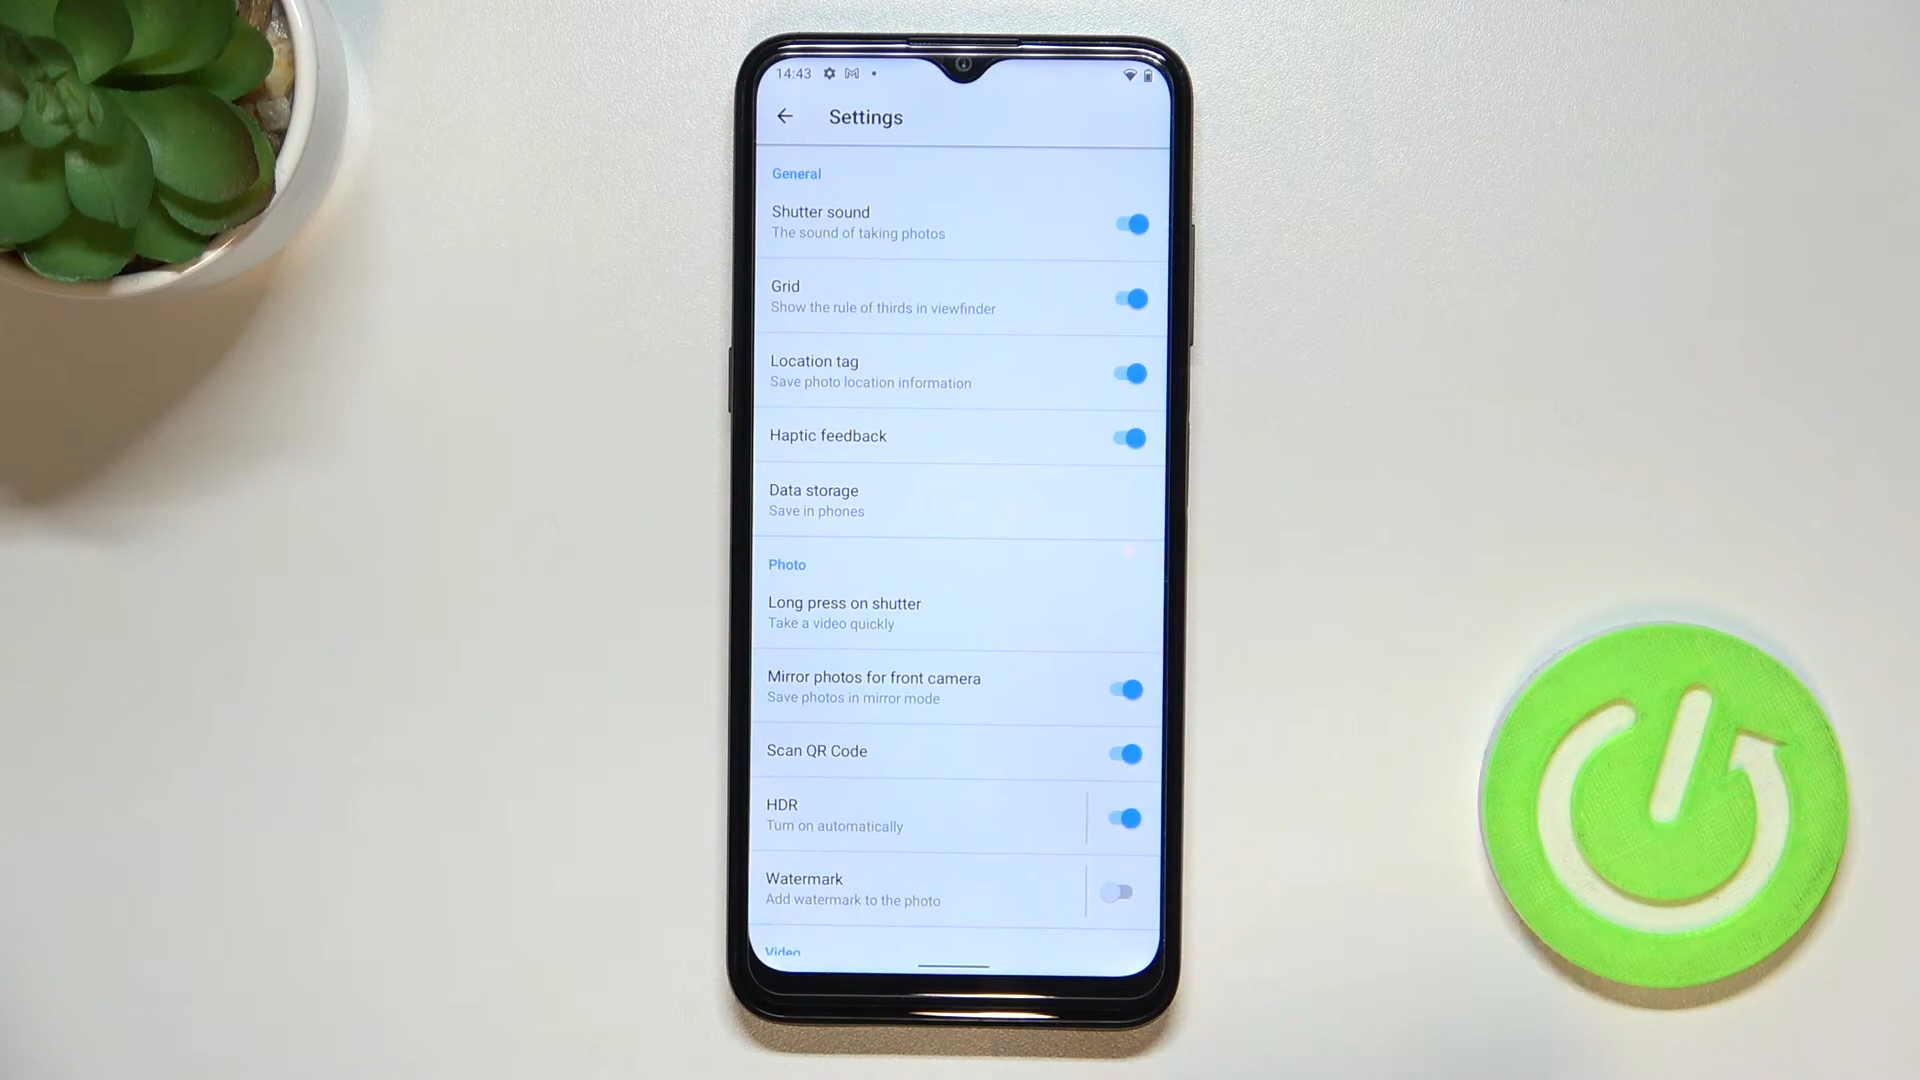 14:43
Settings
General
Shutter sound
The sound of taking photos
Grid
Show the rule of thirds in viewfinder
Location tag
Save photo location information
Haptic feedback
Data storage
Save in phones
Photo
Long press on shutter
Take a video quickly
Mirror photos for front camera
Save photos in mirror mode
Scan QR Code
HDR
Turn on automatically
Watermark
Add watermark to the photo
Video